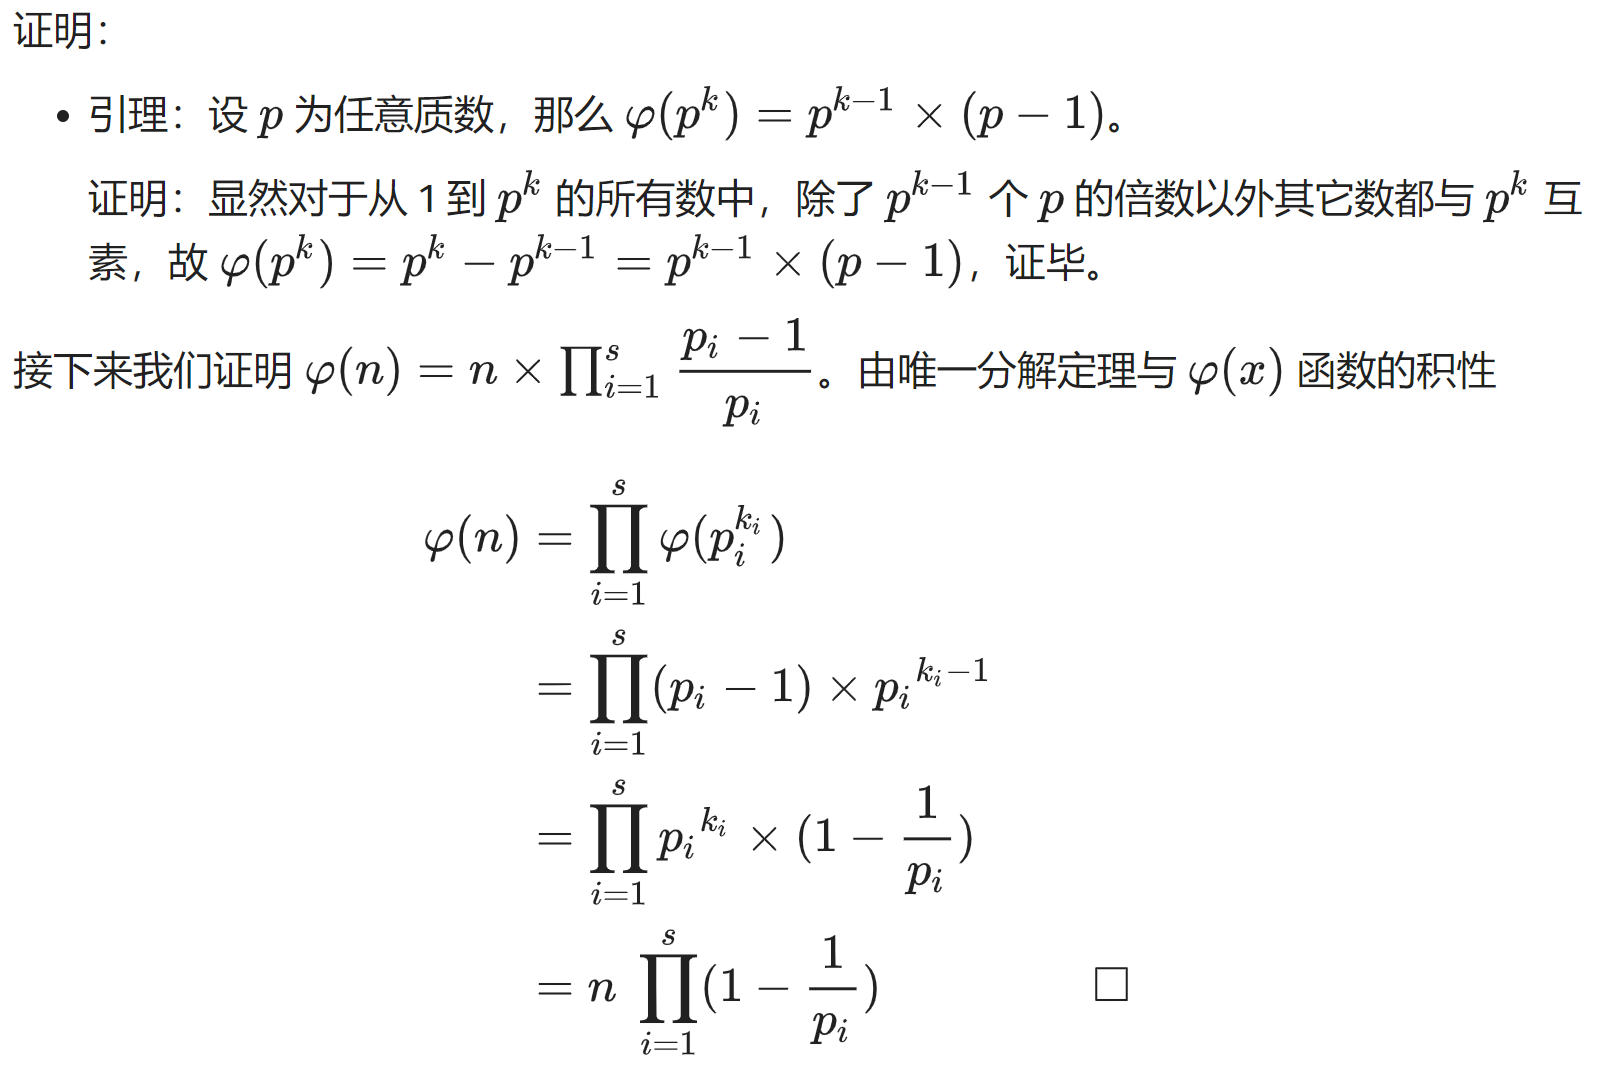 证明：
• 引理：设 $p$ 为任意质数，那么 $\varphi(p^k) = p^{k-1} \times (p-1)$。
证明：显然对于从 1 到 $p^k$ 的所有数中，除了 $p^{k-1}$ 个 $p$ 的倍数以外其它数都与 $p^k$ 互
素，故 $\varphi(p^k) = p^k - p^{k-1} = p^{k-1} \times (p-1)$，证毕。
接下来我们证明 $\varphi(n) = n \times \prod_{i=1}^{s} \dfrac{p_i - 1}{p_i}$。由唯一分解定理与 $\varphi(x)$ 函数的积性
$\varphi(n) = \prod_{i=1}^{s} \varphi(p_i^{k_i})$
$= \prod_{i=1}^{s} (p_i - 1) \times {p_i}^{k_i - 1}$
$= \prod_{i=1}^{s} {p_i}^{k_i} \times (1 - \frac{1}{p_i})$
$= n \prod_{i=1}^{s} (1 - \frac{1}{p_i})$ □